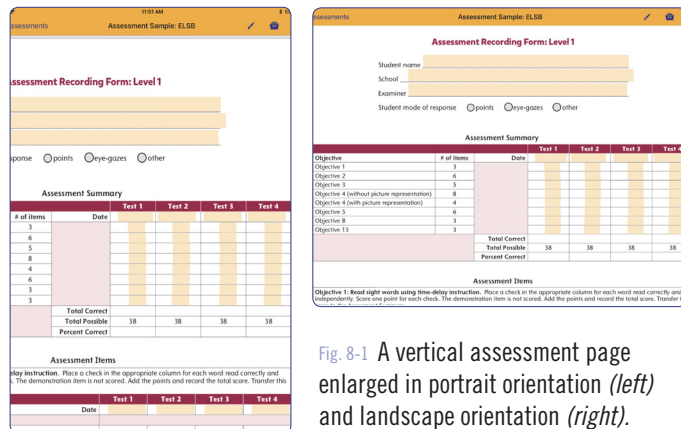 11:51 AM
ssessments Assessment Sample: ELSB
ssessment Recording Form: Level 1
sponse points eye-gazes other
Assessment Summary
Test 1 Test 2 Test 3 Test 4
# of items Date
3
6
5
8
4
6
3
3
Total Correct
Total Possible 38 38 38 38
Percent Correct
Assessment Items
elay instruction. Place a check in the appropriate column for each word read correctly and
. The demonstration item is not scored. Add the points and record the total score. Transfer this
Test 1 Test 2 Test 3 Test 4
Date
ssessments Assessment Sample: ELSB
Assessment Recording Form: Level 1
Student name
School
Examiner
Student mode of response points eye-gazes other
Assessment Summary
Test 1 Test 2 Test 3 Test 4
Objective # of items Date
Objective 1 3
Objective 2 6
Objective 3 5
Objective 4 (without picture representation) 8
Objective 4 (with picture representation) 4
Objective 5 6
Objective 8 3
Objective 13 3
Total Correct
Total Possible 38 38 38 38
Percent Correct
Assessment Items
Objective 1: Read sight words using time-delay instruction. Place a check in the appropriate column for each word read correctly and
independently. Score one point for each check. The demonstration item is not scored. Add the points and record the total score. Transfer
Fig. 8-1 A vertical assessment page
enlarged in portrait orientation (left)
and landscape orientation (right).